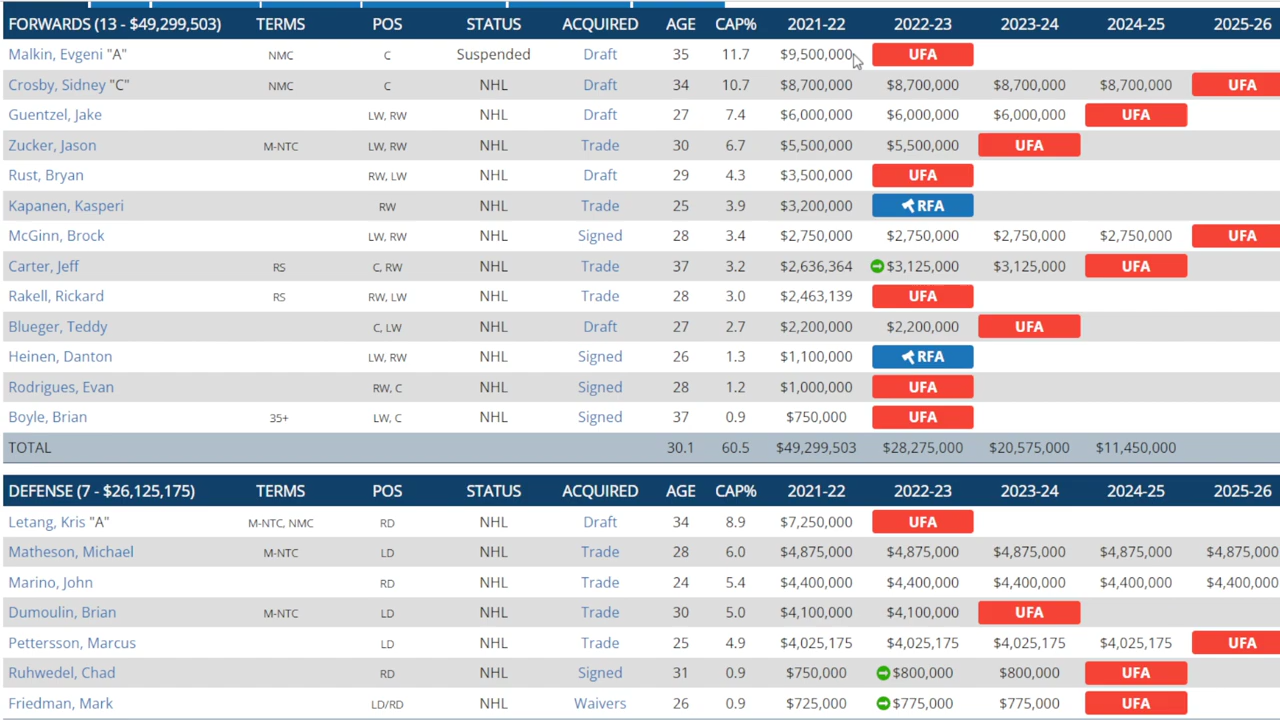 FORWARDS (13 - $49,299,503) TERMS POS STATUS ACQUIRED AGE CAP% 2021-22 2022-23 2023-24 2024-25 2025-26
Malkin, Evgeni "A" NMC C Suspended Draft 35 11.7 $9,500,000 UFA
Crosby, Sidney "C" NMC C NHL Draft 34 10.7 $8,700,000 $8,700,000 $8,700,000 $8,700,000 UFA
Guentzel, Jake LW, RW NHL Draft 27 7.4 $6,000,000 $6,000,000 $6,000,000 UFA
Zucker, Jason M-NTC LW, RW NHL Trade 30 6.7 $5,500,000 $5,500,000 UFA
Rust, Bryan RW, LW NHL Draft 29 4.3 $3,500,000 UFA
Kapanen, Kasperi RW NHL Trade 25 3.9 $3,200,000 RFA
McGinn, Brock LW, RW NHL Signed 28 3.4 $2,750,000 $2,750,000 $2,750,000 $2,750,000 UFA
Carter, Jeff RS C, RW NHL Trade 37 3.2 $2,636,364 $3,125,000 $3,125,000 UFA
Rakell, Rickard RS RW, LW NHL Trade 28 3.0 $2,463,139 UFA
Blueger, Teddy C, LW NHL Draft 27 2.7 $2,200,000 $2,200,000 UFA
Heinen, Danton LW, RW NHL Signed 26 1.3 $1,100,000 RFA
Rodrigues, Evan RW, C NHL Signed 28 1.2 $1,000,000 UFA
Boyle, Brian 35+ LW, C NHL Signed 37 0.9 $750,000 UFA
TOTAL 30.1 60.5 $49,299,503 $28,275,000 $20,575,000 $11,450,000
DEFENSE (7 - $26,125,175) TERMS POS STATUS ACQUIRED AGE CAP% 2021-22 2022-23 2023-24 2024-25 2025-26
Letang, Kris "A" M-NTC, NMC RD NHL Draft 34 8.9 $7,250,000 UFA
Matheson, Michael M-NTC LD NHL Trade 28 6.0 $4,875,000 $4,875,000 $4,875,000 $4,875,000 $4,875,000
Marino, John RD NHL Trade 24 5.4 $4,400,000 $4,400,000 $4,400,000 $4,400,000 $4,400,000
Dumoulin, Brian M-NTC LD NHL Trade 30 5.0 $4,100,000 $4,100,000 UFA
Pettersson, Marcus LD NHL Trade 25 4.9 $4,025,175 $4,025,175 $4,025,175 $4,025,175 UFA
Ruhwedel, Chad RD NHL Signed 31 0.9 $750,000 $800,000 $800,000 UFA
Friedman, Mark LD/RD NHL Waivers 26 0.9 $725,000 $775,000 $775,000 UFA